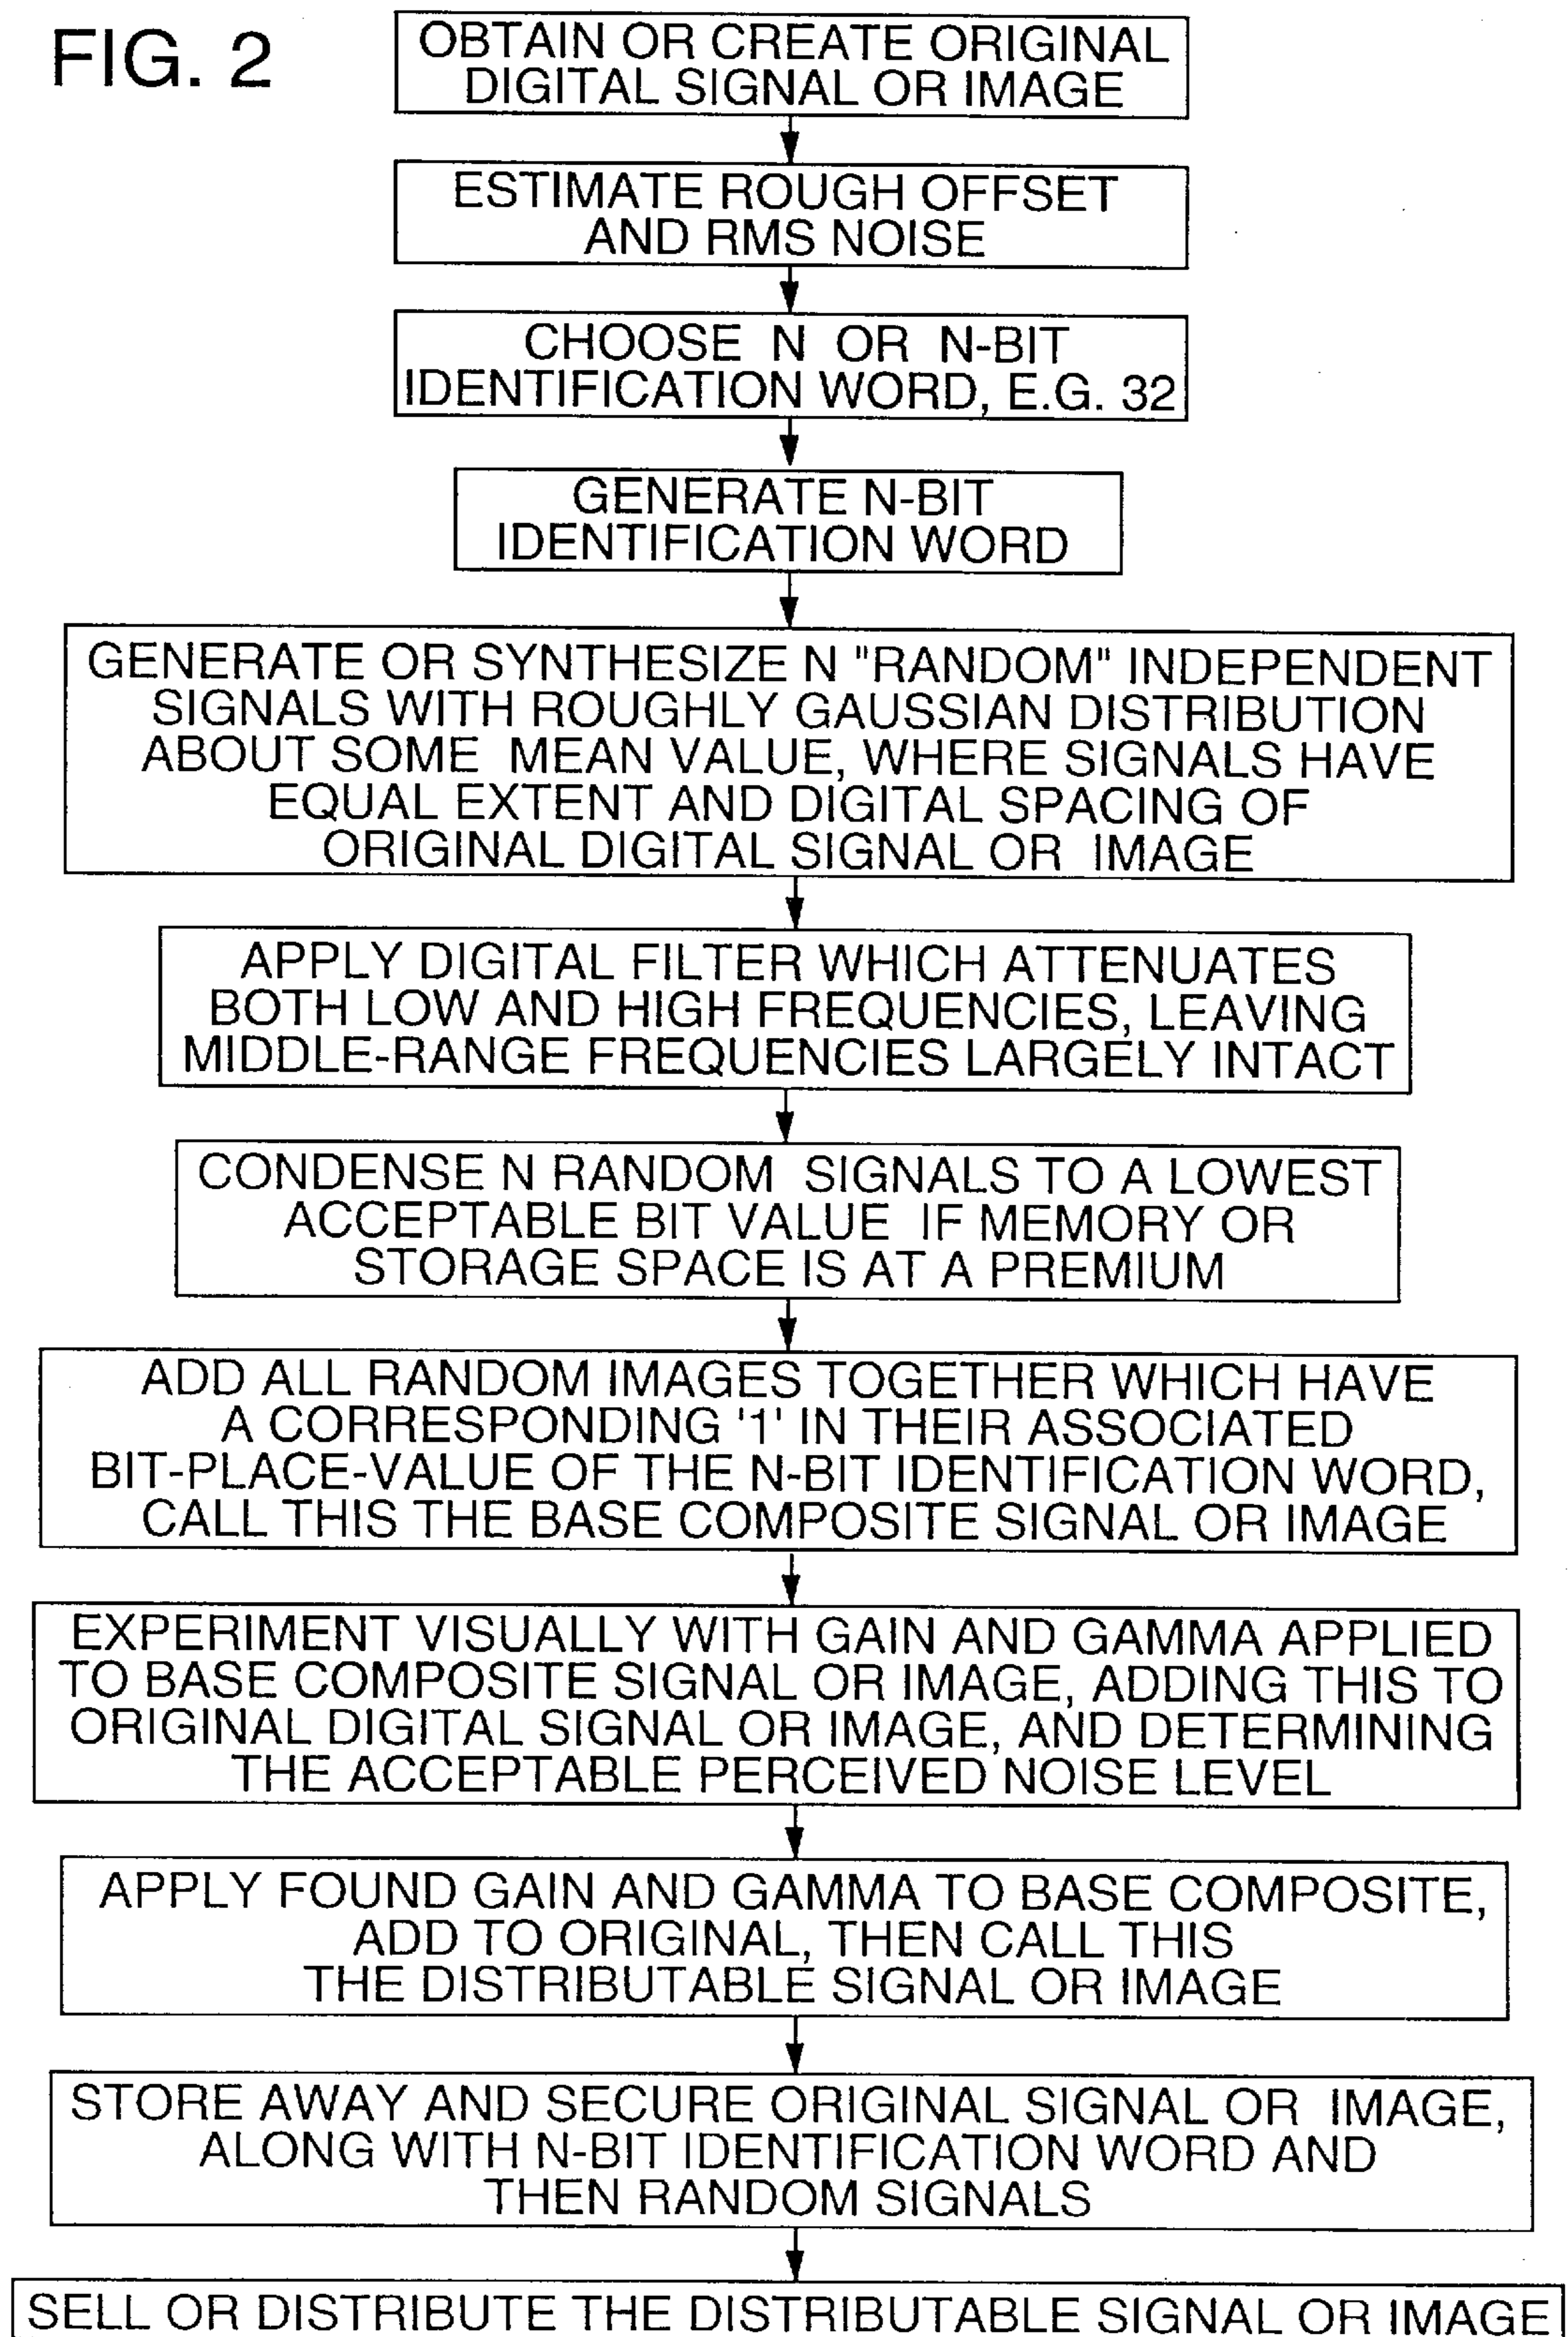 FIG. 2
OBTAIN OR CREATE ORIGINAL
DIGITAL SIGNAL OR IMAGE
ESTIMATE ROUGH OFFSET
AND RMS NOISE
CHOOSE N OR N-BIT
IDENTIFICATION WORD, E.G. 32
GENERATE N-BIT
IDENTIFICATION WORD
GENERATE OR SYNTHESIZE N "RANDOM" INDEPENDENT
SIGNALS WITH ROUGHLY GAUSSIAN DISTRIBUTION
ABOUT SOME MEAN VALUE, WHERE SIGNALS HAVE
EQUAL EXTENT AND DIGITAL SPACING OF
ORIGINAL DIGITAL SIGNAL OR IMAGE
APPLY DIGITAL FILTER WHICH ATTENUATES
BOTH LOW AND HIGH FREQUENCIES, LEAVING
MIDDLE-RANGE FREQUENCIES LARGELY INTACT
CONDENSE N RANDOM SIGNALS TO A LOWEST
ACCEPTABLE BIT VALUE IF MEMORY OR
STORAGE SPACE IS AT A PREMIUM
ADD ALL RANDOM IMAGES TOGETHER WHICH HAVE
A CORRESPONDING '1' IN THEIR ASSOCIATED
BIT-PLACE-VALUE OF THE N-BIT IDENTIFICATION WORD,
CALL THIS THE BASE COMPOSITE SIGNAL OR IMAGE
EXPERIMENT VISUALLY WITH GAIN AND GAMMA APPLIED
TO BASE COMPOSITE SIGNAL OR IMAGE, ADDING THIS TO
ORIGINAL DIGITAL SIGNAL OR IMAGE, AND DETERMINING
THE ACCEPTABLE PERCEIVED NOISE LEVEL
APPLY FOUND GAIN AND GAMMA TO BASE COMPOSITE,
ADD TO ORIGINAL, THEN CALL THIS
THE DISTRIBUTABLE SIGNAL OR IMAGE
STORE AWAY AND SECURE ORIGINAL SIGNAL OR IMAGE,
ALONG WITH N-BIT IDENTIFICATION WORD AND
THEN RANDOM SIGNALS
SELL OR DISTRIBUTE THE DISTRIBUTABLE SIGNAL OR IMAGE